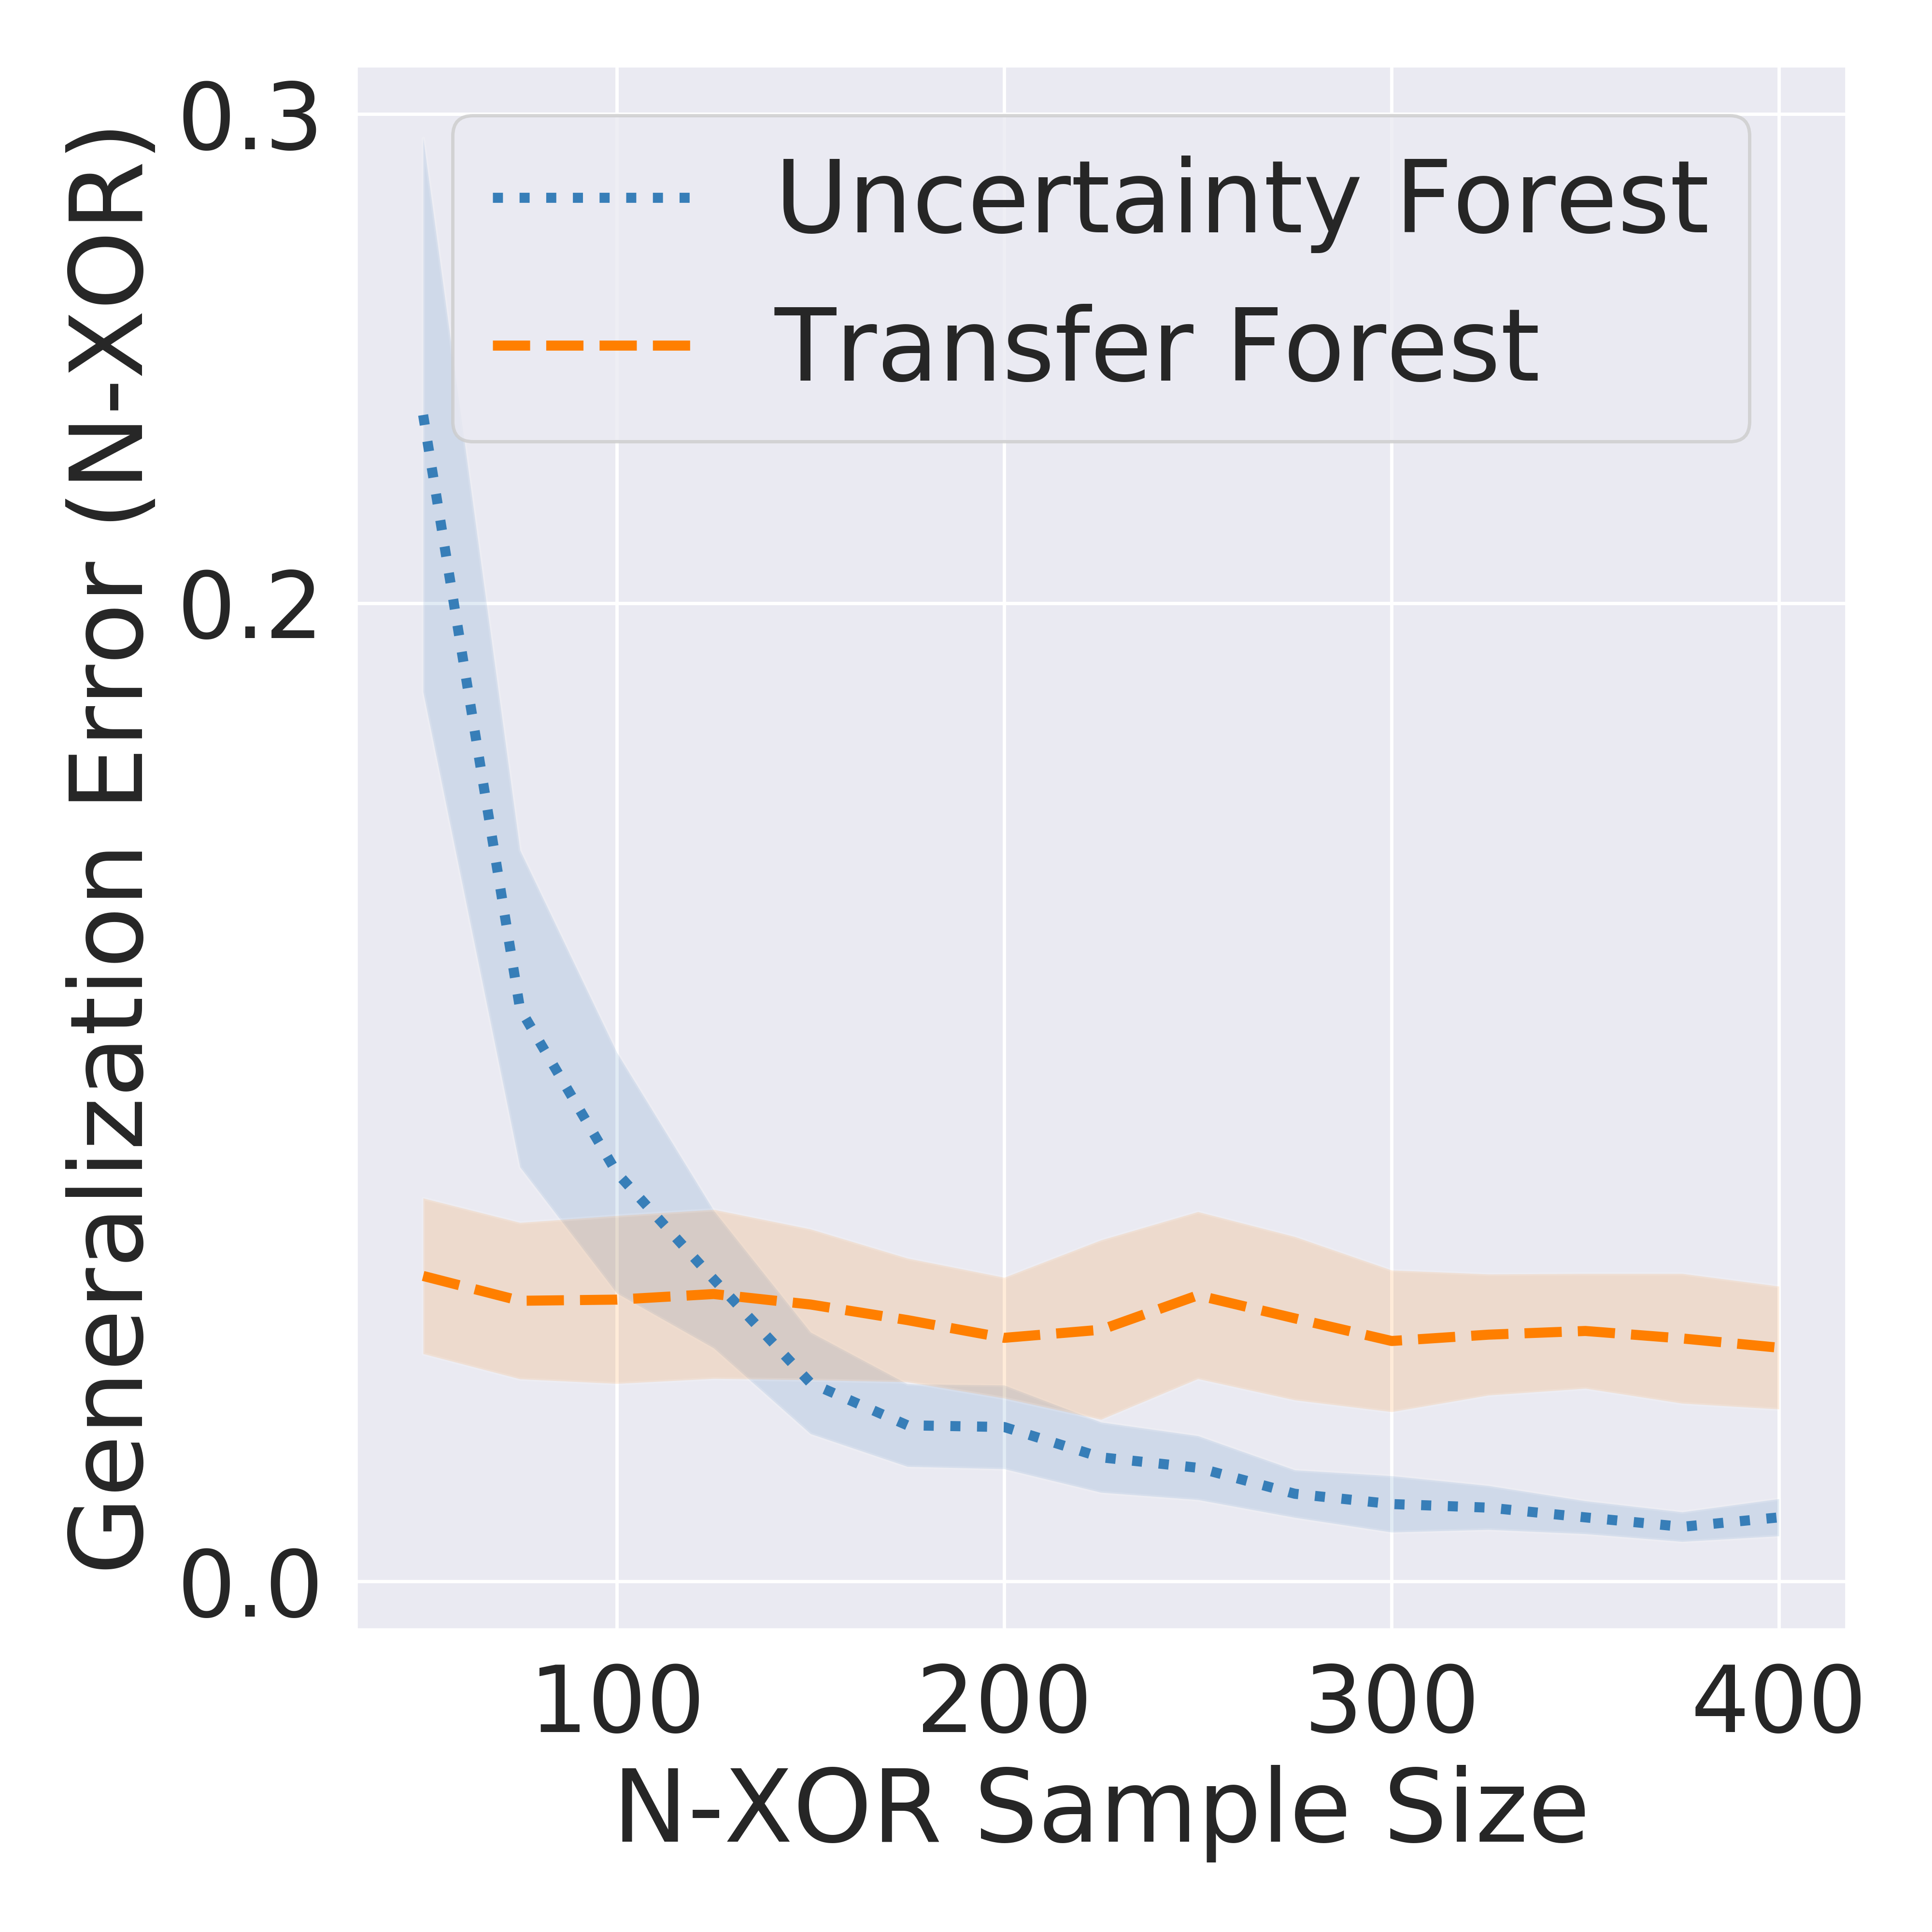 Generalization Error (N-XOR)
0.3
0.2
0.0
Uncertainty Forest
Transfer Forest
100 200 300 400
N-XOR Sample Size